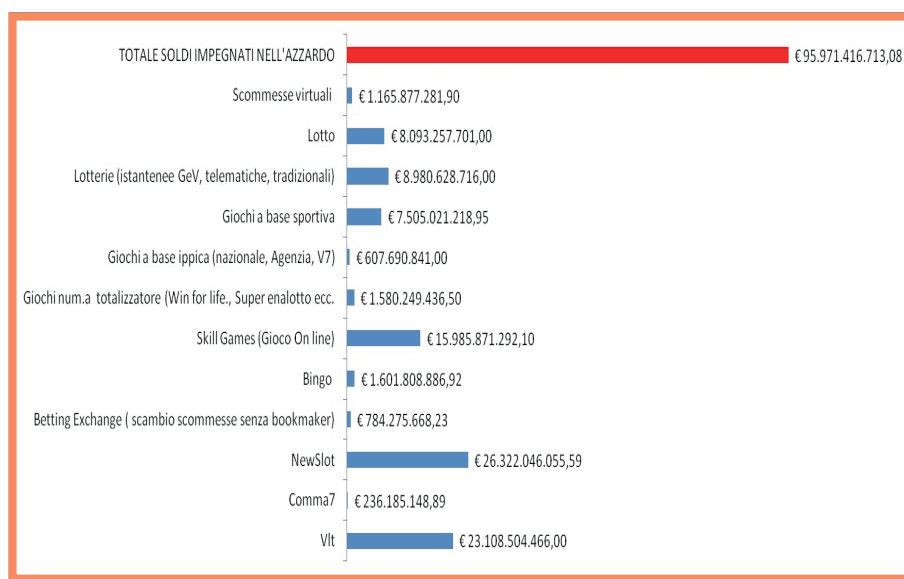 TOTALE SOLDI IMPEGNATI NELL'AZZARDO € 95.971.416.713,08
Scommesse virtuali € 1.165.877.281,90
Lotto € 8.093.257.701,00
Lotterie (istantenee GeV, telematiche, tradizionali) € 8.980.628.716,00
Giochi a base sportiva € 7.505.021.218,95
Giochi a base ippica (nazionale, Agenzia, V7) € 607.690.841,00
Giochi num.a totalizzatore (Win for life., Super enalotto ecc. € 1.580.249.436,50
Skill Games (Gioco On line) € 15.985.871.292,10
Bingo € 1.601.808.886,92
Betting Exchange ( scambio scommesse senza bookmaker) € 784.275.668,23
NewSlot € 26.322.046.055,59
Comma7 € 236.185.148,89
Vlt € 23.108.504.466,00